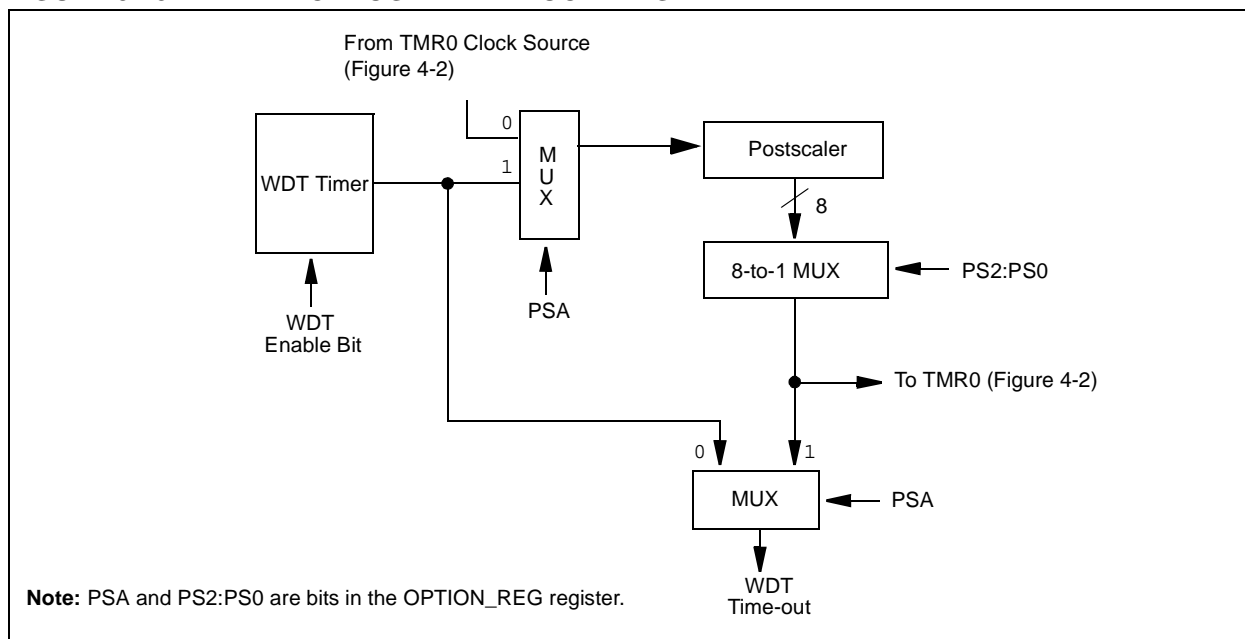 From TMR0 Clock Source
(Figure 4-2)
0
1
M
U
X
WDT Timer
Postscaler
8
8-to-1 MUX
PS2:PS0
PSA
WDT
Enable Bit
To TMR0 (Figure 4-2)
0
1
MUX
PSA
WDT
Time-out
Note: PSA and PS2:PS0 are bits in the OPTION_REG register.